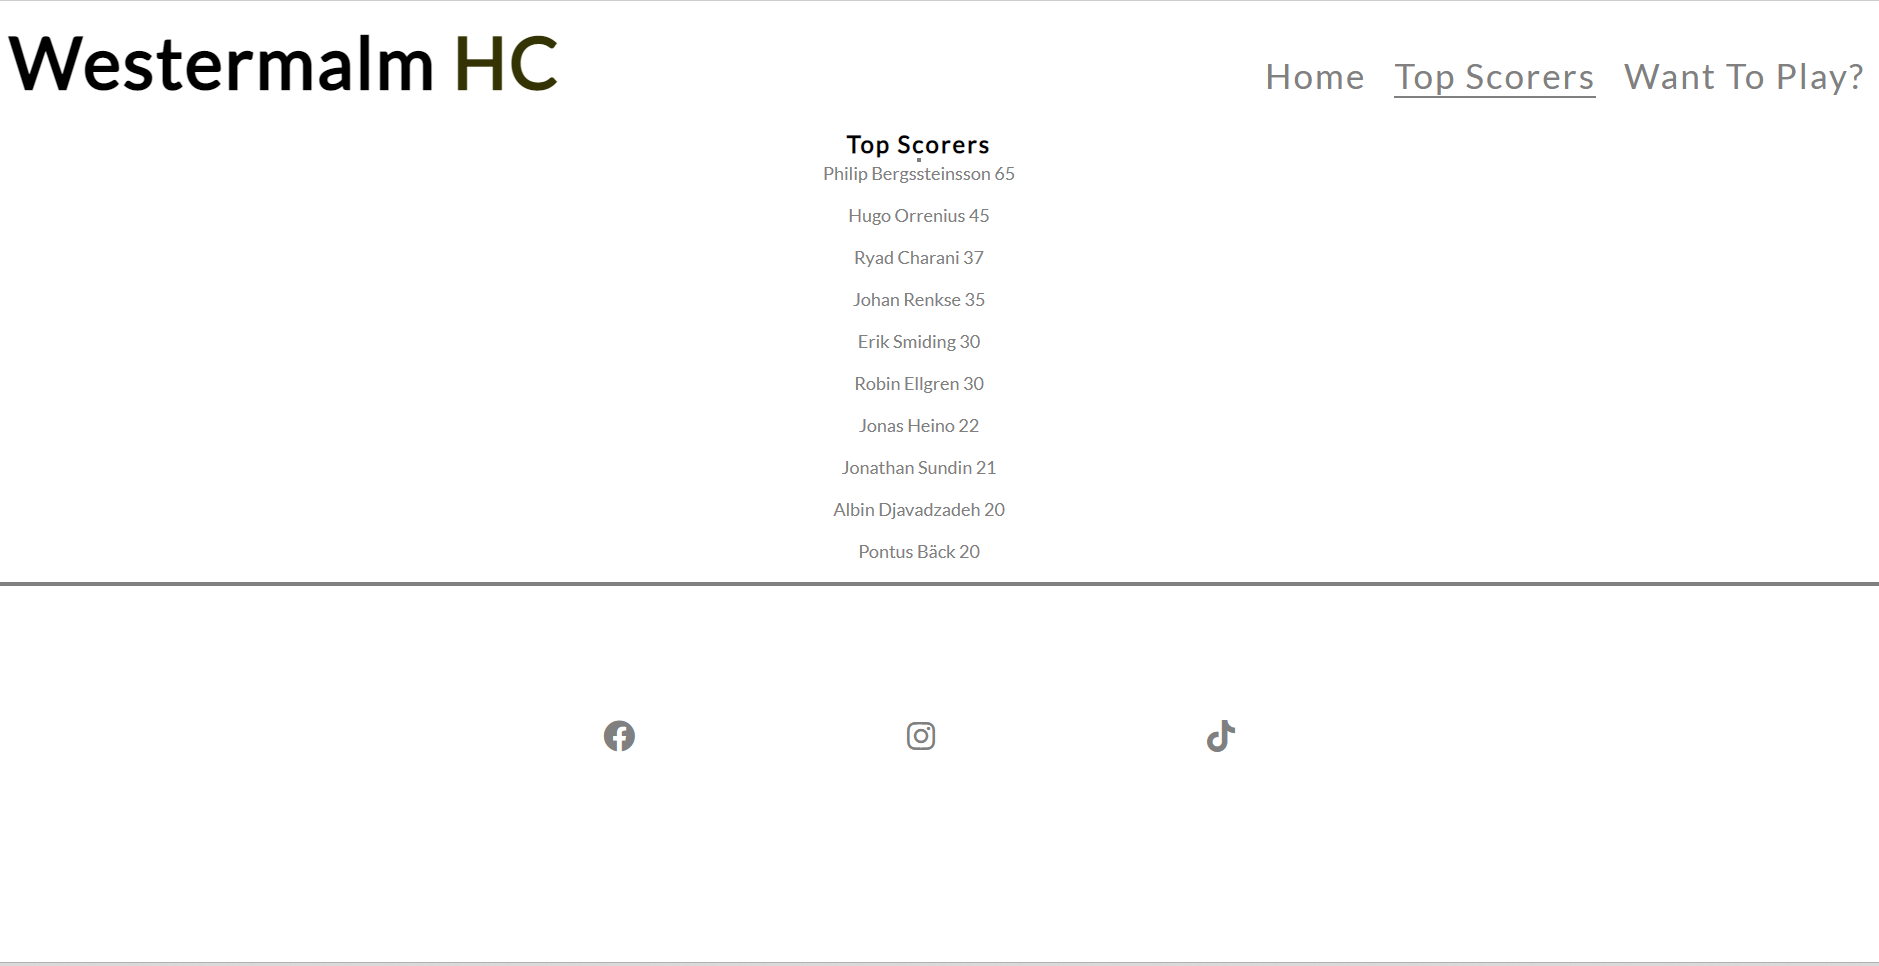 Westermalm HC
Home Top Scorers Want To Play?
Top Scorers
Philip Bergssteinsson 65
Hugo Orrenius 45
Ryad Charani 37
Johan Renkse 35
Erik Smiding 30
Robin Ellgren 30
Jonas Heino 22
Jonathan Sundin 21
Albin Djavadzadeh 20
Pontus Bäck 20